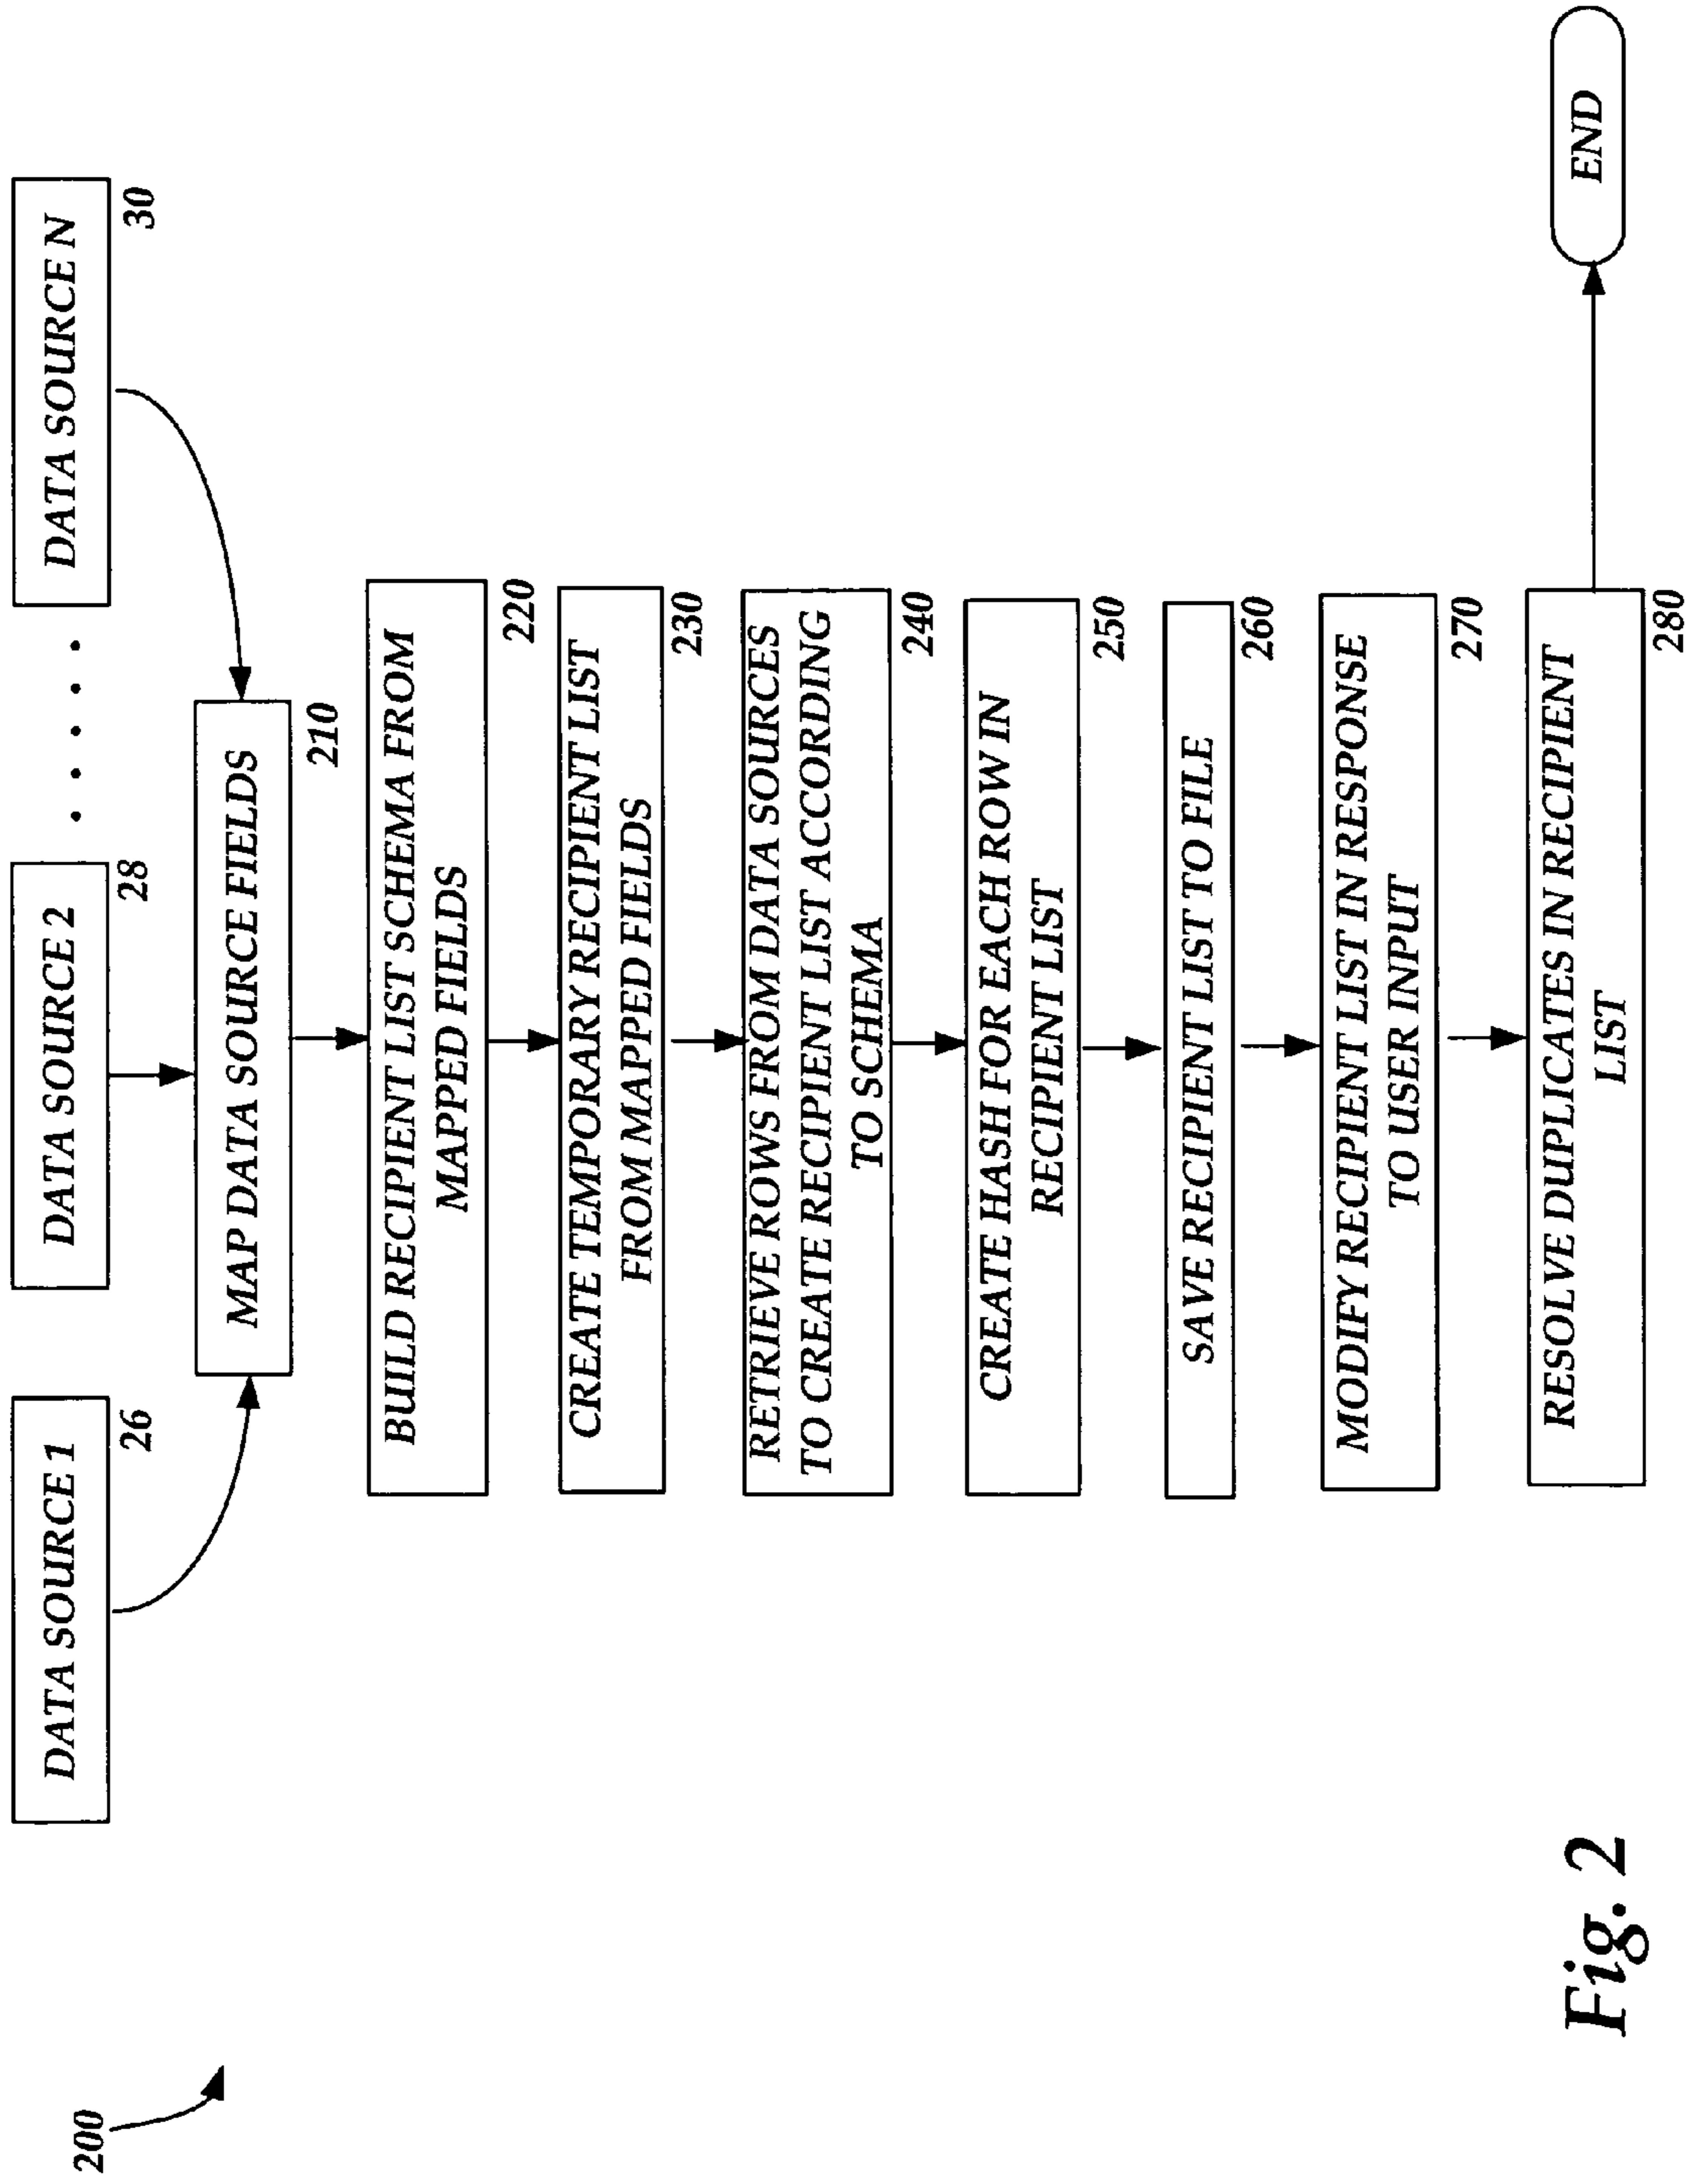 200
DATA SOURCE 1
26
DATA SOURCE 2
28
DATA SOURCE N
30
MAP DATA SOURCE FIELDS
210
BUILD RECIPIENT LIST SCHEMA FROM
MAPPED FIELDS
220
CREATE TEMPORARY RECIPIENT LIST
FROM MAPPED FIELDS
230
RETRIEVE ROWS FROM DATA SOURCES
TO CREATE RECIPIENT LIST ACCORDING
TO SCHEMA
240
CREATE HASH FOR EACH ROW IN
RECIPIENT LIST
250
SAVE RECIPIENT LIST TO FILE
260
MODIFY RECIPIENT LIST IN RESPONSE
TO USER INPUT
270
RESOLVE DUPLICATES IN RECIPIENT
LIST
280
END
Fig. 2